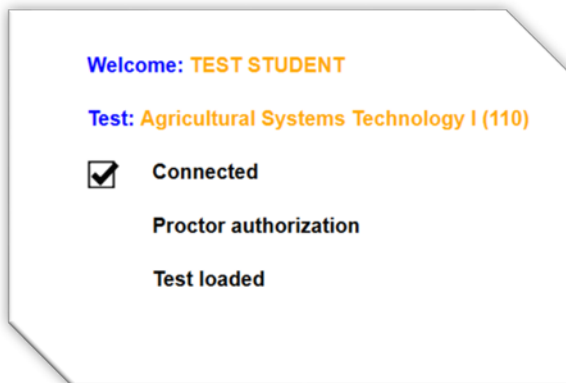 Welcome: TEST STUDENT
Test: Agricultural Systems Technology I (110)
Connected
Proctor authorization
Test loaded